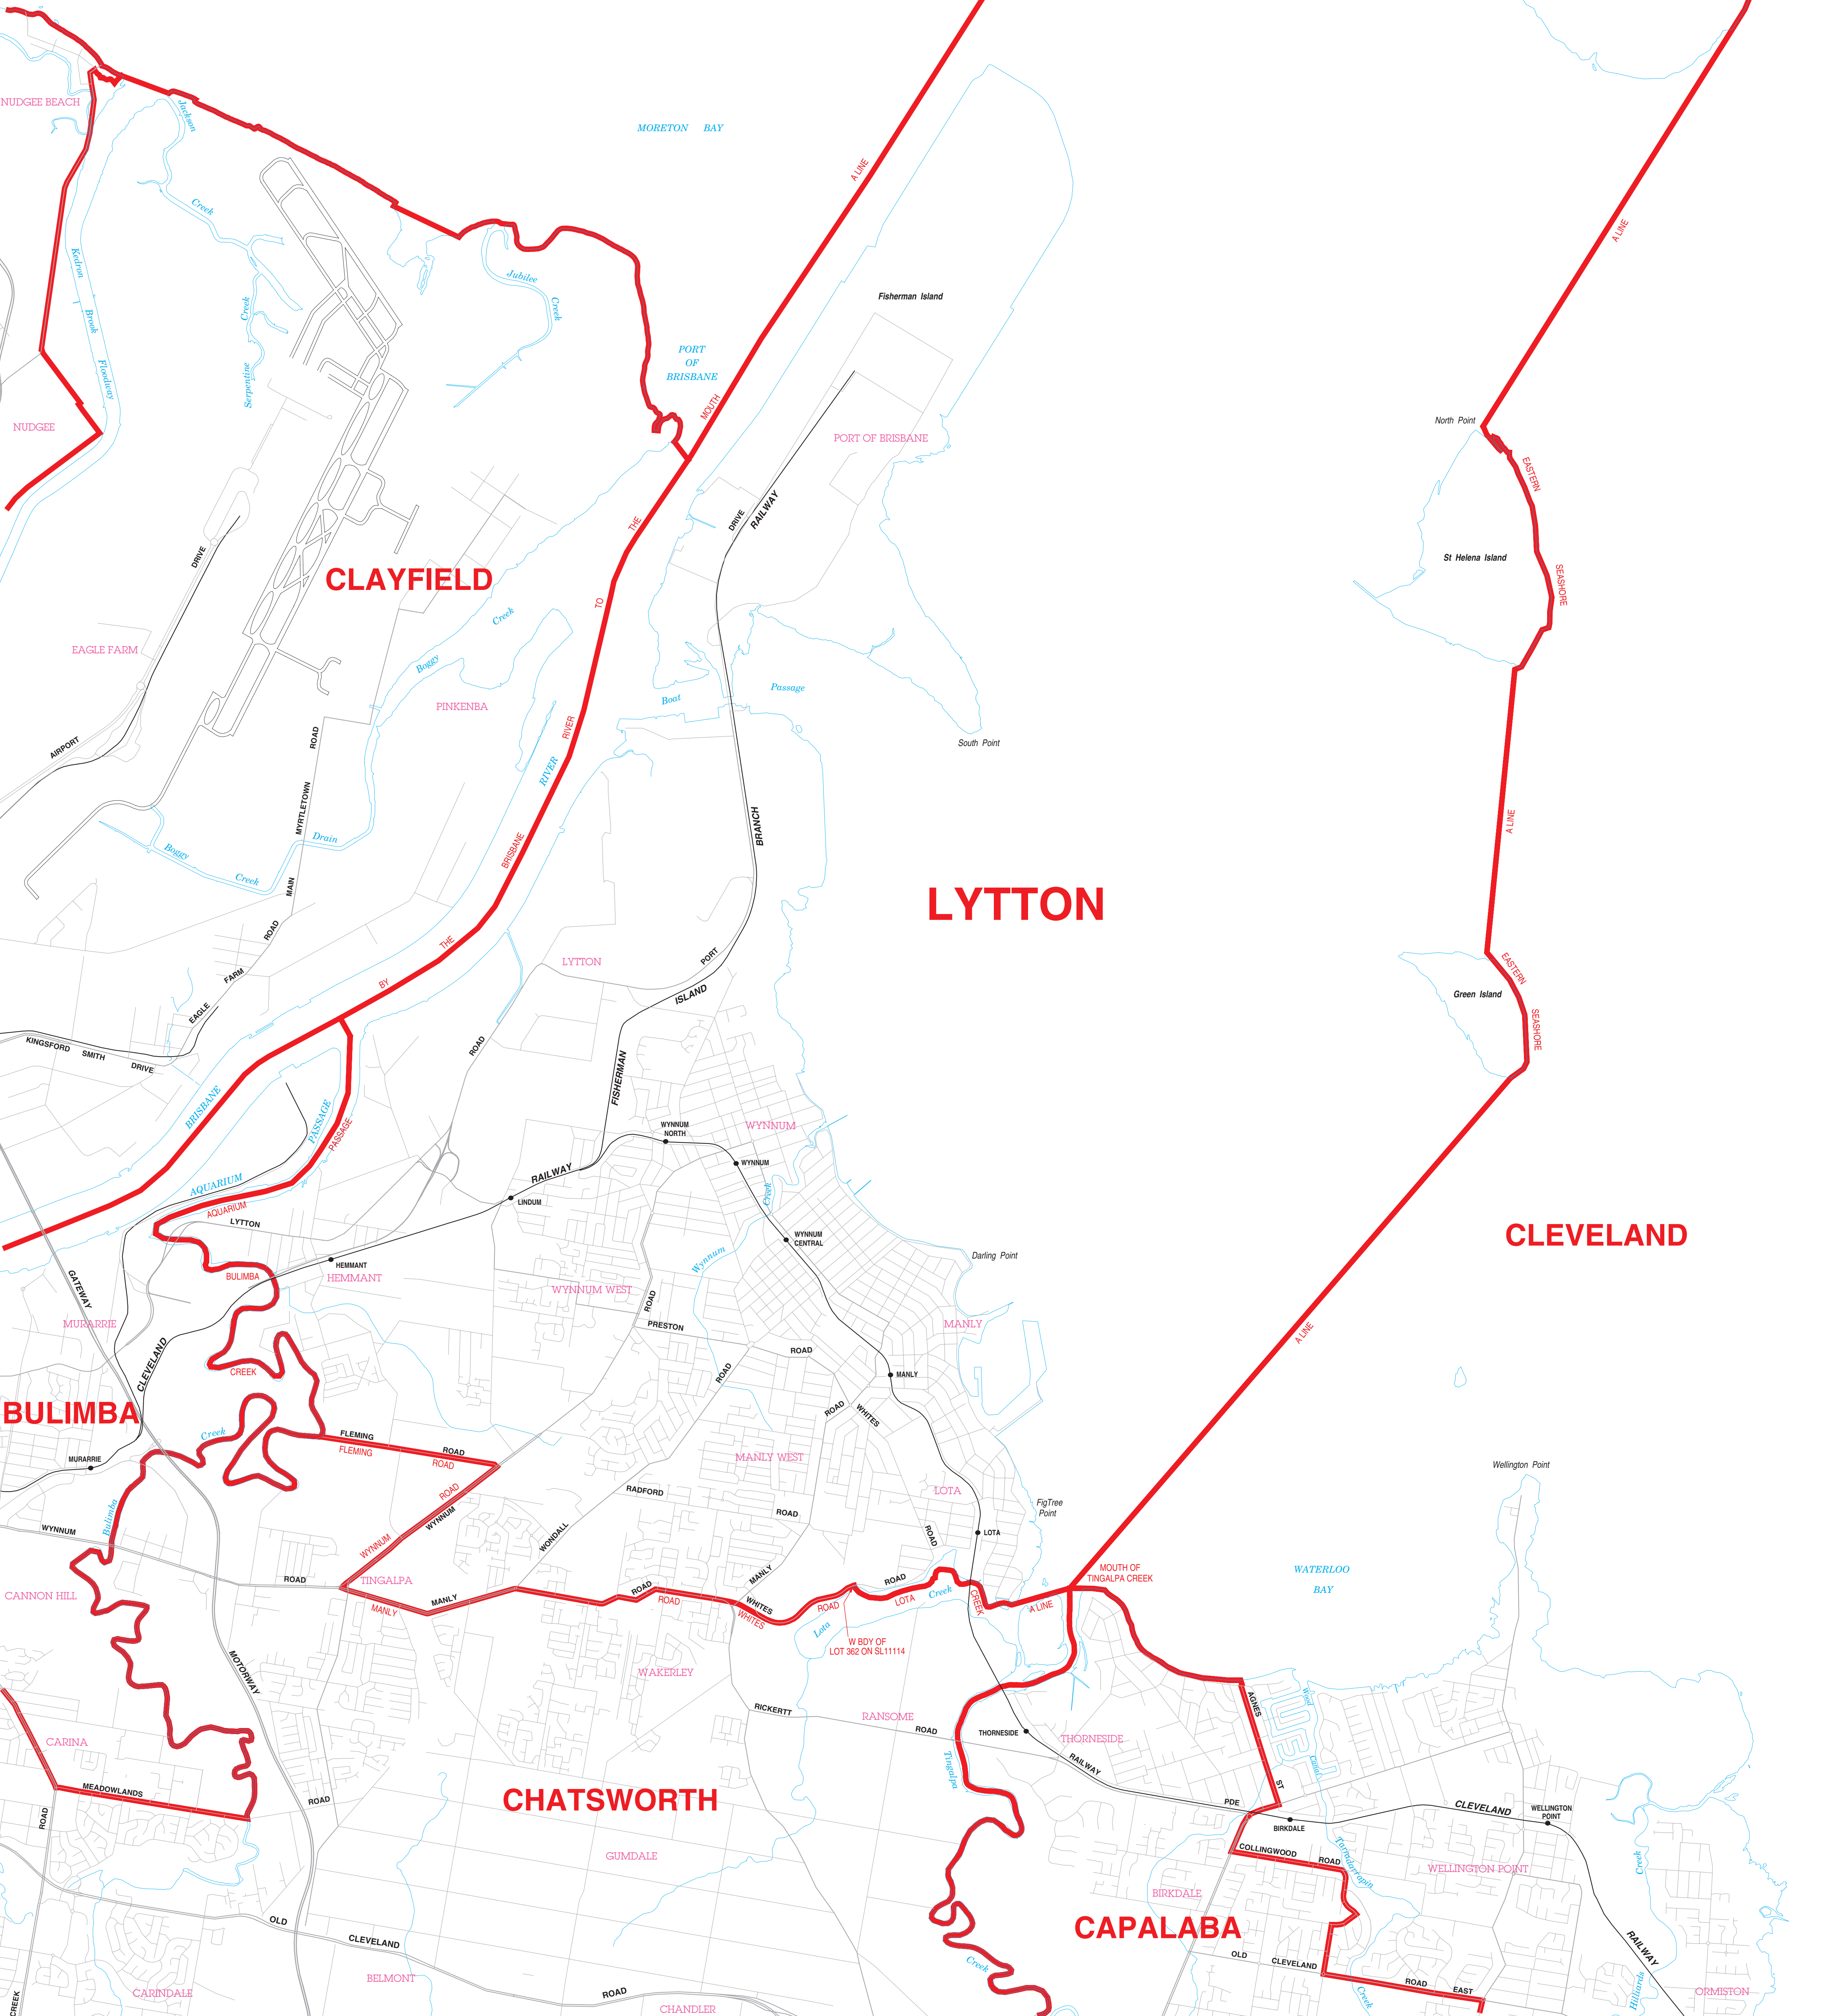 NUDGEE BEACH
Jackson
Creek
MORETON BAY
A LINE
A LINE
Kedron
Brook
Floodway
Creek
Serpentine
Jubilee
Creek
Fisherman Island
PORT
OF
BRISBANE
MOUTH
NUDGEE
PORT OF BRISBANE
North Point
EASTERN
DRIVE
RAILWAY
THE
DRIVE
CLAYFIELD
St Helena Island
SEASHORE
TO
Creek
EAGLE FARM
Boggy
PINKENBA
Boat
Passage
RIVER
South Point
AIRPORT
ROAD
RIVER
MYRTLETOWN
A LINE
BRANCH
Drain
Boggy
Creek
BRISBANE
MAIN
LYTTON
ROAD
THE
FARM
LYTTON
PORT
EASTERN
BY
ISLAND
Green Island
EAGLE
SEASHORE
KINGSFORD SMITH
DRIVE
ROAD
FISHERMAN
BRISBANE
PASSAGE
PASSAGE
WYNNUM
NORTH
WYNNUM
WYNNUM
RAILWAY
AQUARIUM
LINDUM
Creek
AQUARIUM
LYTTON
WYNNUM
CENTRAL
CLEVELAND
Wynnum
Darling Point
HEMMANT
BULIMBA
HEMMANT
GATEWAY
WYNNUM WEST
ROAD
MURARRIE
PRESTON
MANLY
A LINE
CLEVELAND
CREEK
ROAD
ROAD
MANLY
BULIMBA
ROAD
WHITES
Creek
FLEMING
FLEMING
ROAD
ROAD
MURARRIE
MANLY WEST
Wellington Point
ROAD
RADFORD
LOTA
FigTree
Point
Bulimba
WYNNUM
ROAD
WYNNUM
WYNNUM
WONDALL
ROAD
LOTA
MOUTH OF
TINGALPA CREEK
WATERLOO
BAY
CANNON HILL
ROAD
TINGALPA
MANLY
MANLY
MANLY
ROAD
ROAD
WHITES
WHITES
ROAD
ROAD
LOTA
Creek
CREEK
A LINE
Lota
W BDY OF
LOT 362 ON SL11114
MOTORWAY
WAKERLEY
RICKERTT
RANSOME
ROAD
THORNESIDE
THORNESIDE
AGNES
Wood
Canal
CARINA
RAILWAY
Tingalpa
ST
MEADOWLANDS
ROAD
ROAD
CHATSWORTH
PDE
CLEVELAND
WELLINGTON
POINT
BIRKDALE
COLLINGWOOD
ROAD
Tarradarrapin
GUMDALE
WELLINGTON POINT
Creek
BIRKDALE
CAPALABA
OLD
CLEVELAND
Creek
OLD
CLEVELAND
ROAD
EAST
RAILWAY
Creek
Hilliards
ORMISTON
CARINDALE
BELMONT
ROAD
CHANDLER
CREEK